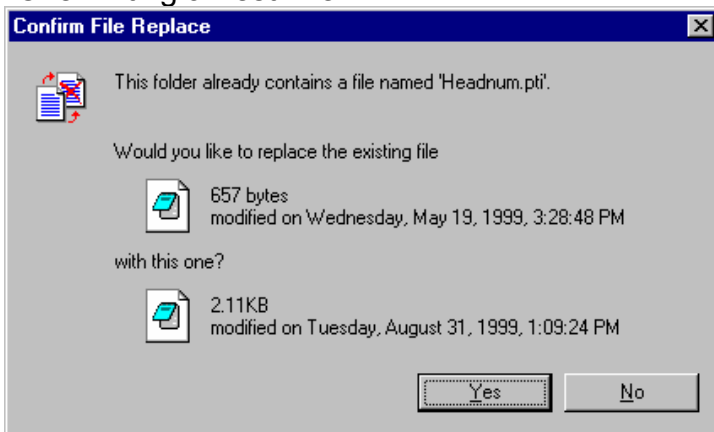 Confirm File Replace
This folder already contains a file named 'Headnum.pti'.
Would you like to replace the existing file
657 bytes
modified on Wednesday, May 19, 1999, 3:28:48 PM
with this one?
2.11KB
modified on Tuesday, August 31, 1999, 1:09:24 PM
Yes No